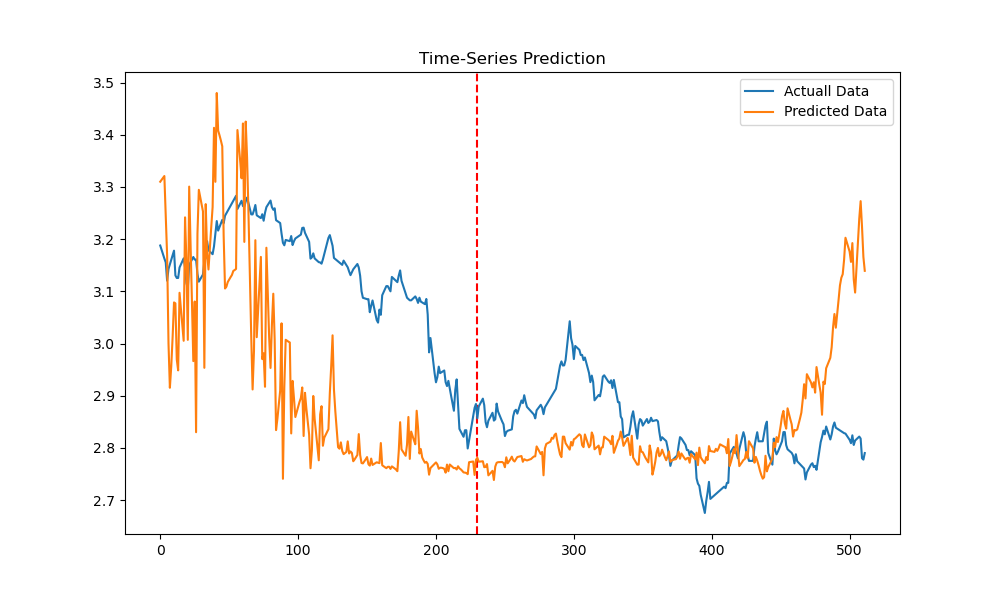 Time-Series Prediction
Actuall Data
Predicted Data
3.5
3.4
3.3
3.2
3.1
3.0
2.9
2.8
2.7
0 100 200 300 400 500